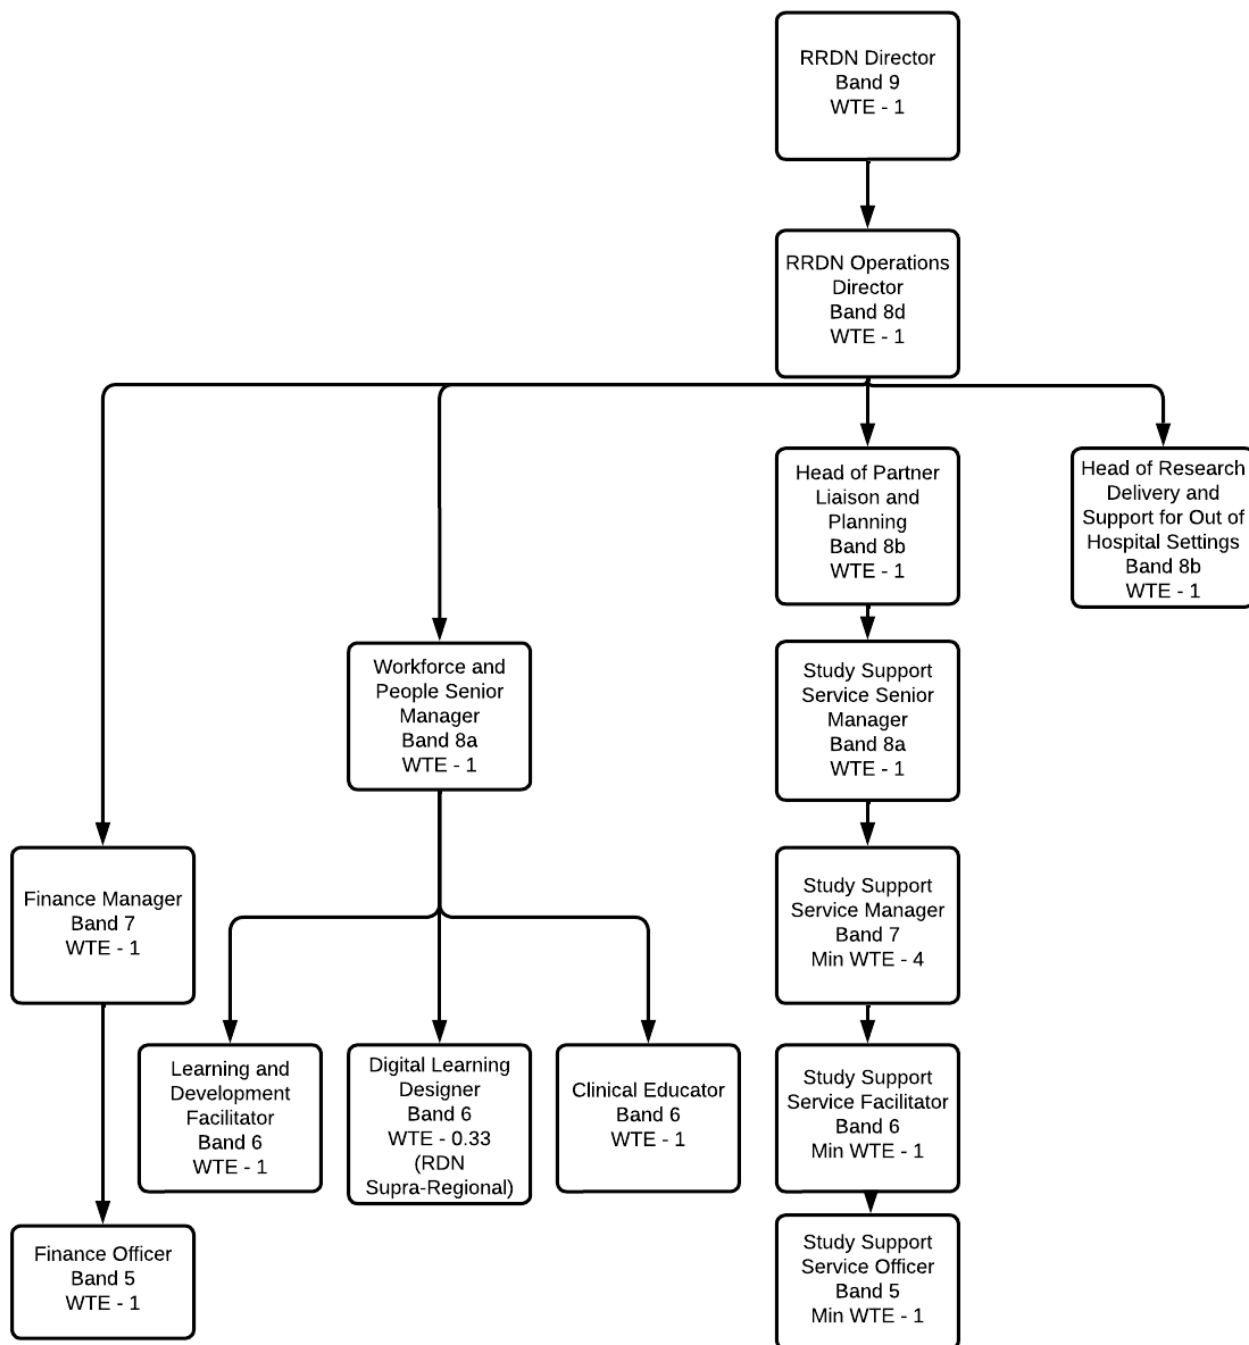 RRDN Director
Band 9
WTE - 1
RRDN Operations
Director
Band 8d
WTE - 1
Head of Partner
Liaison and
Planning
Band 8b
WTE - 1
Head of Research
Delivery and
Support for Out of
Hospital Settings
Band 8b
WTE - 1
Workforce and
People Senior
Manager
Band 8a
WTE - 1
Study Support
Service Senior
Manager
Band 8a
WTE - 1
Finance Manager
Band 7
WTE - 1
Study Support
Service Manager
Band 7
Min WTE - 4
Learning and
Development
Facilitator
Band 6
WTE - 1
Digital Learning
Designer
Band 6
WTE - 0.33
(RDN
Supra-Regional)
Clinical Educator
Band 6
WTE - 1
Study Support
Service Facilitator
Band 6
Min WTE - 1
Finance Officer
Band 5
WTE - 1
Study Support
Service Officer
Band 5
Min WTE - 1